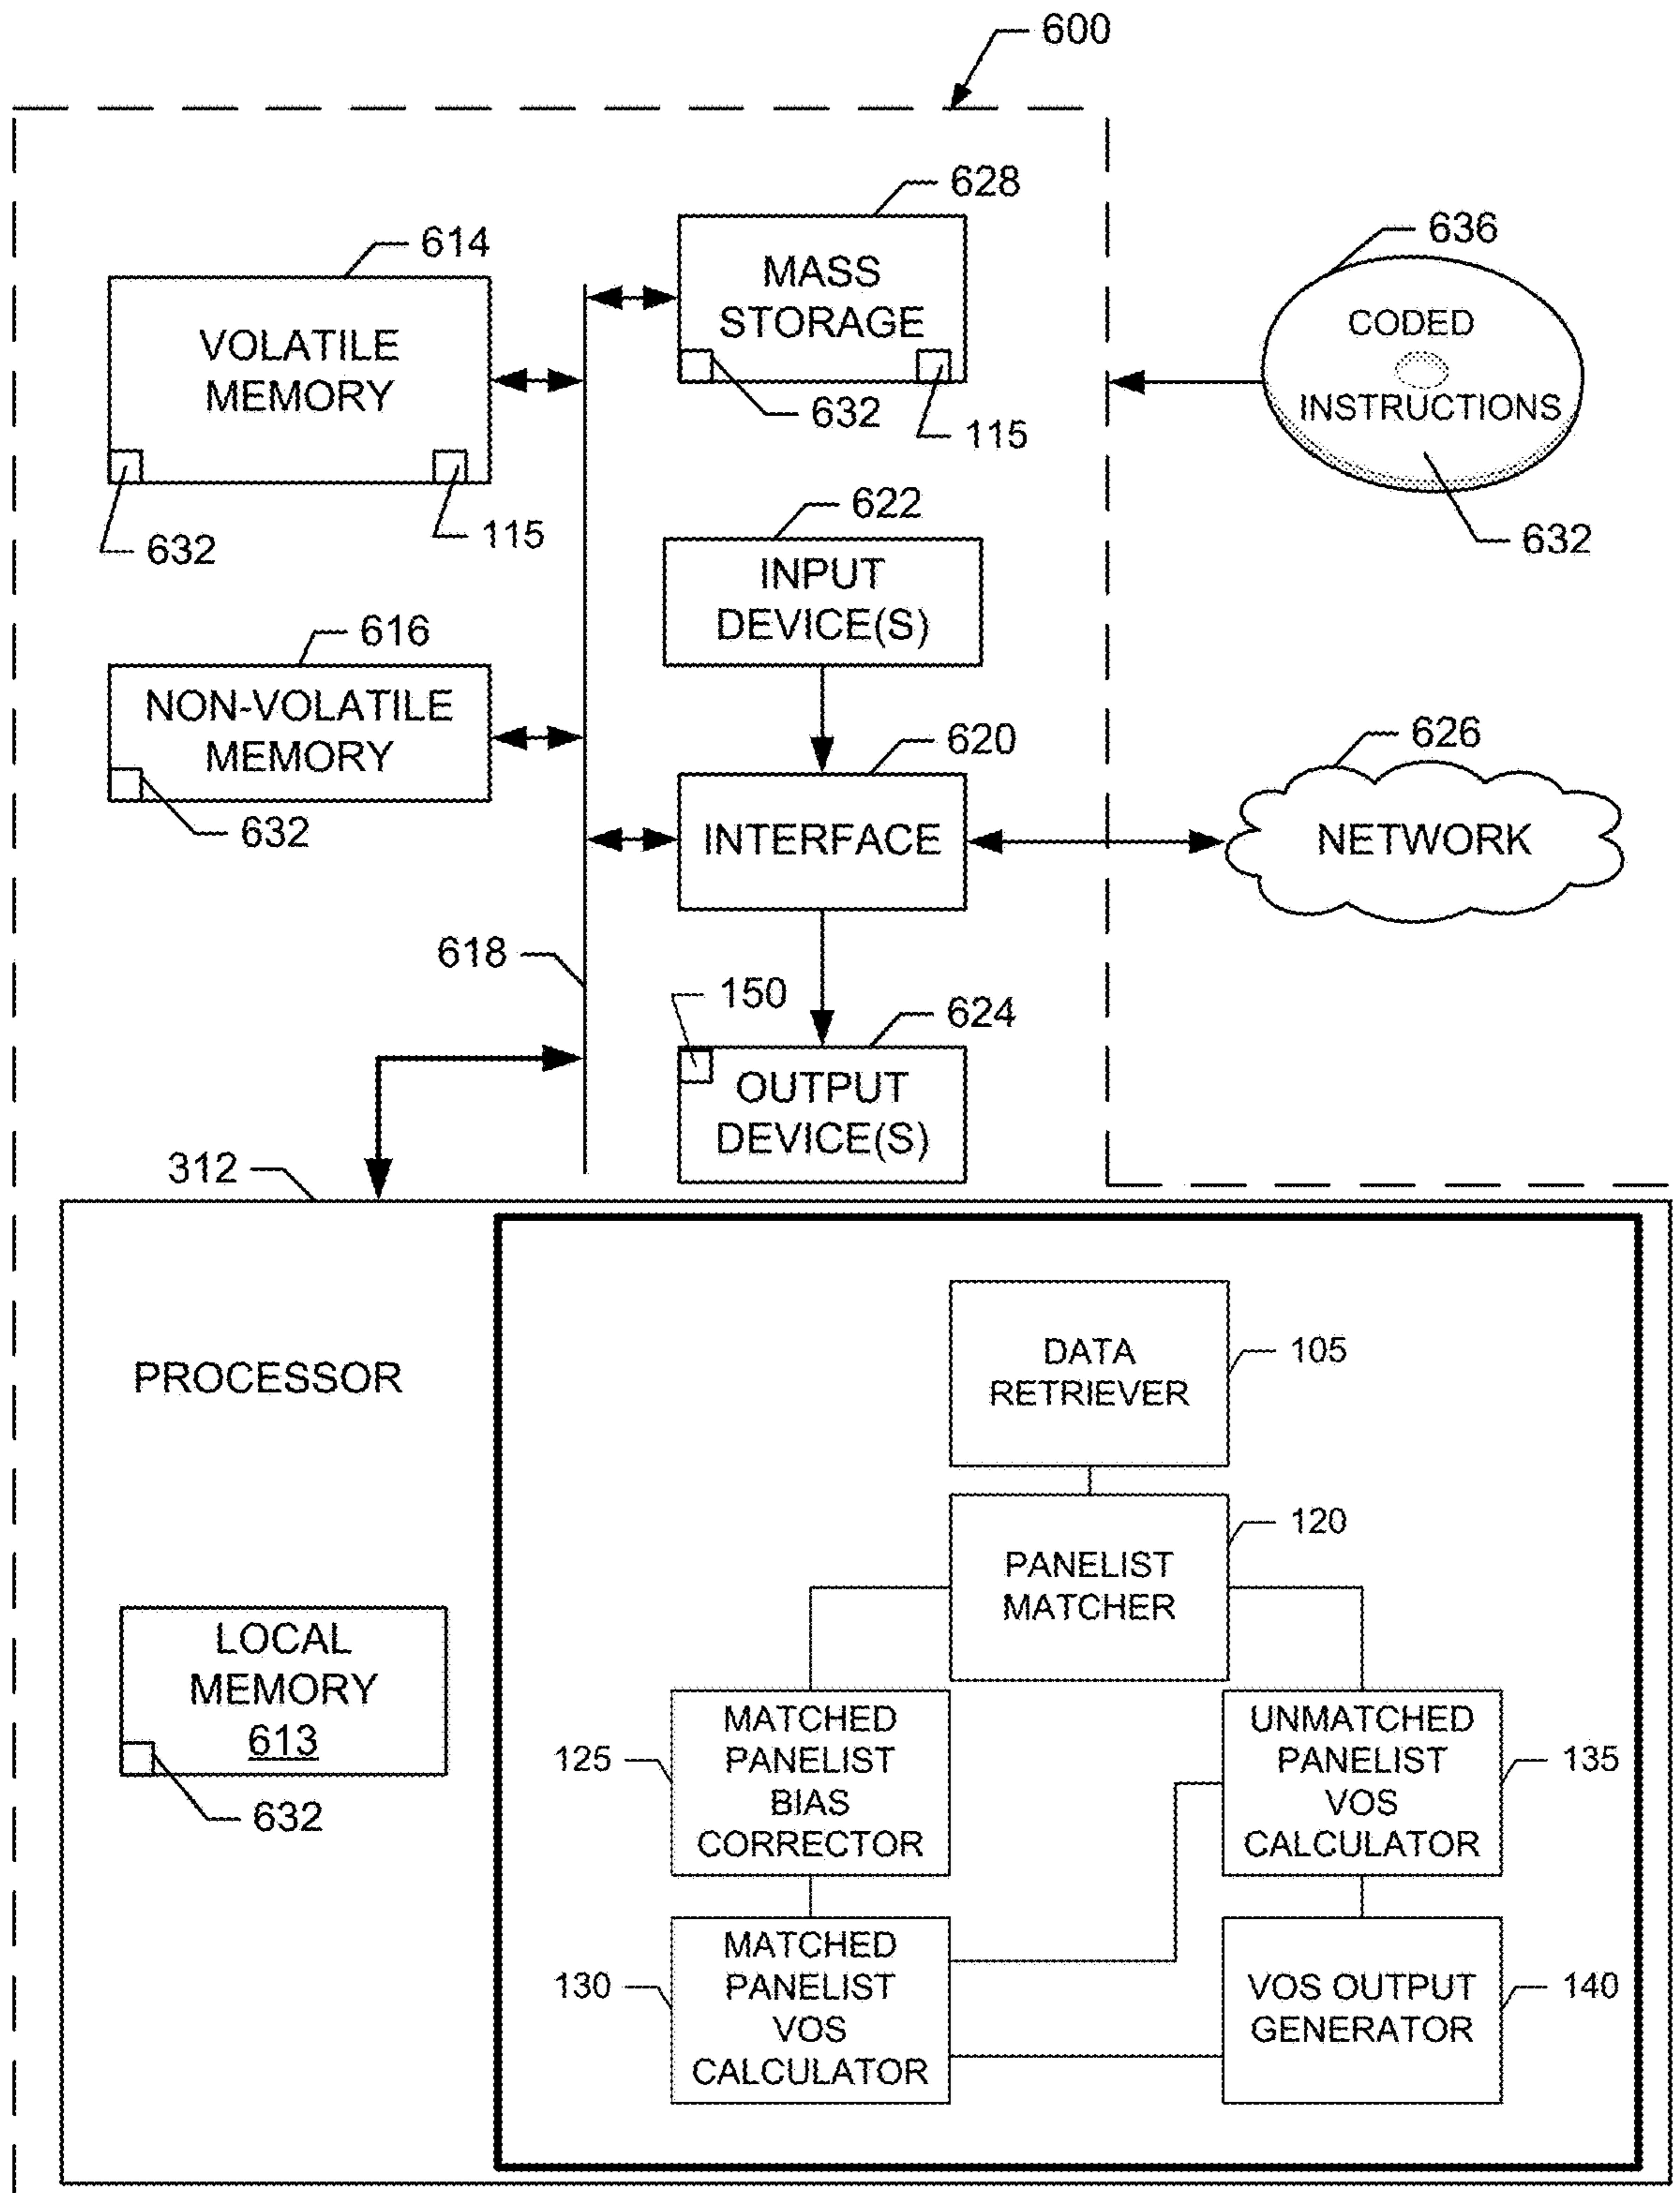 600
628
614
636
MASS
STORAGE
VOLATILE
MEMORY
CODED
INSTRUCTIONS
632
115
632
115
632
622
INPUT
DEVICE(S)
616
NON-VOLATILE
MEMORY
632
620
INTERFACE
626
NETWORK
618
150
624
OUTPUT
DEVICE(S)
312
PROCESSOR
DATA
RETRIEVER
105
PANELIST
MATCHER
120
LOCAL
MEMORY
613
632
MATCHED
PANELIST
BIAS
CORRECTOR
125
UNMATCHED
PANELIST
VOS
CALCULATOR
135
MATCHED
PANELIST
VOS
CALCULATOR
130
VOS OUTPUT
GENERATOR
140